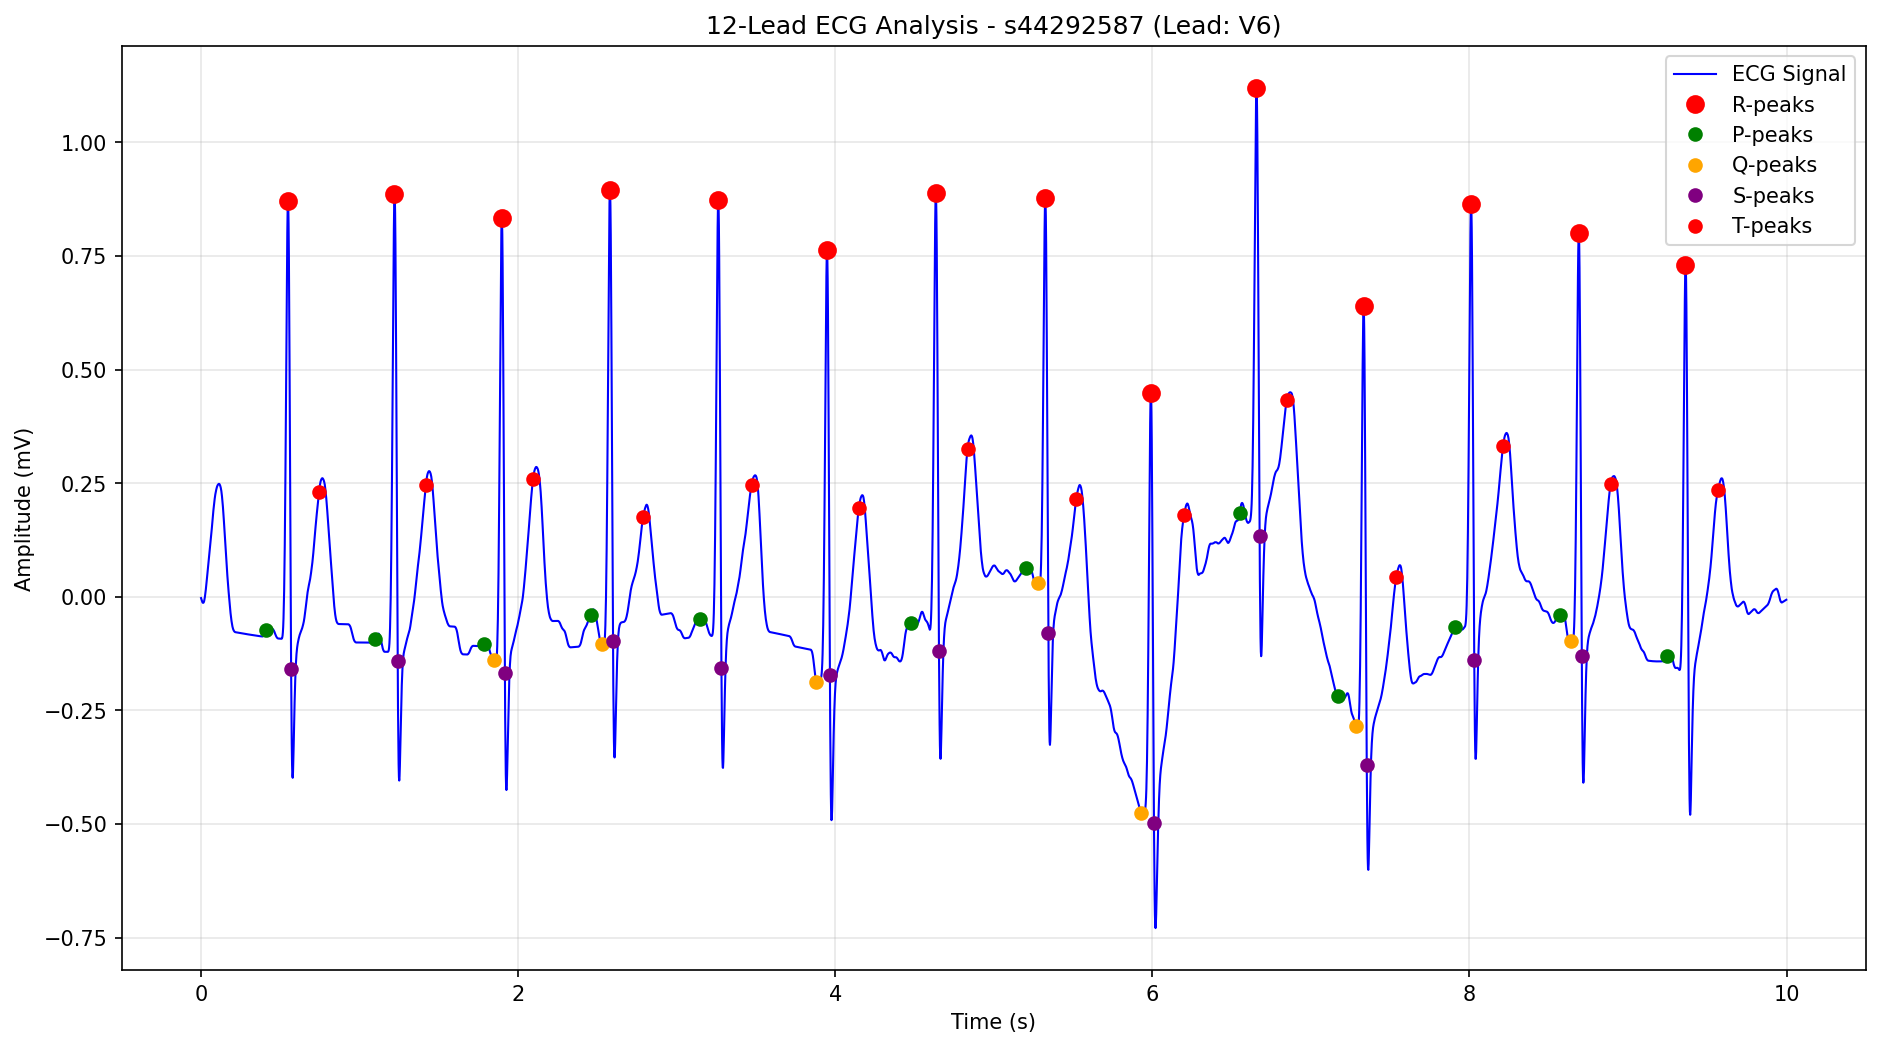 12-Lead ECG Analysis - s44292587 (Lead: V6)
ECG Signal
R-peaks
P-peaks
Q-peaks
S-peaks
T-peaks
Amplitude (mV)
1.00
0.75
0.50
0.25
0.00
−0.25
−0.50
−0.75
0 2 4 6 8 10
Time (s)